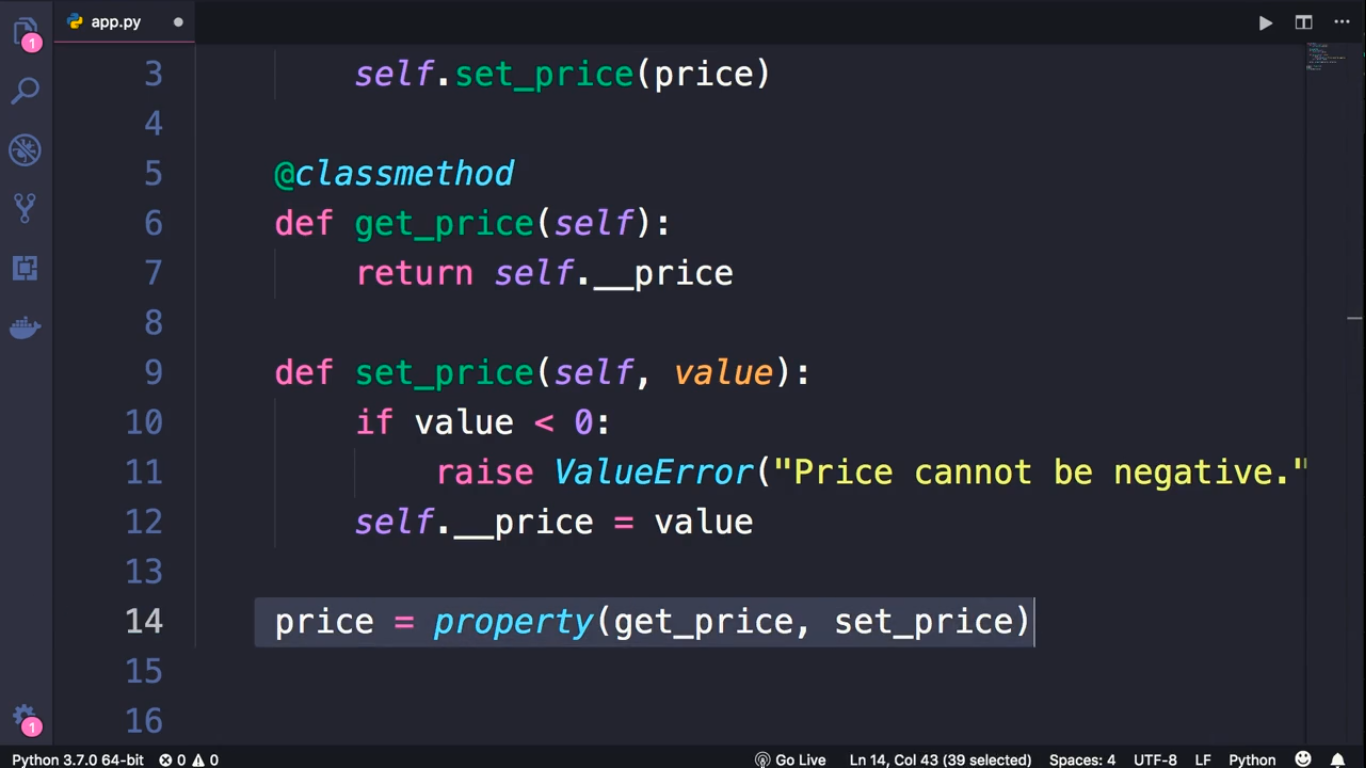 1
app.py
3 self.set_price(price)
4
5 @classmethod
6 def get_price(self):
7 return self.__price
8
9 def set_price(self, value):
10 if value < 0:
11 raise ValueError("Price cannot be negative."
12 self.__price = value
13
14 price = property(get_price, set_price)
15
16
1
Python 3.7.0 64-bit 0 0 Go Live Ln 14, Col 43 (39 selected) Spaces: 4 UTF-8 LF Python